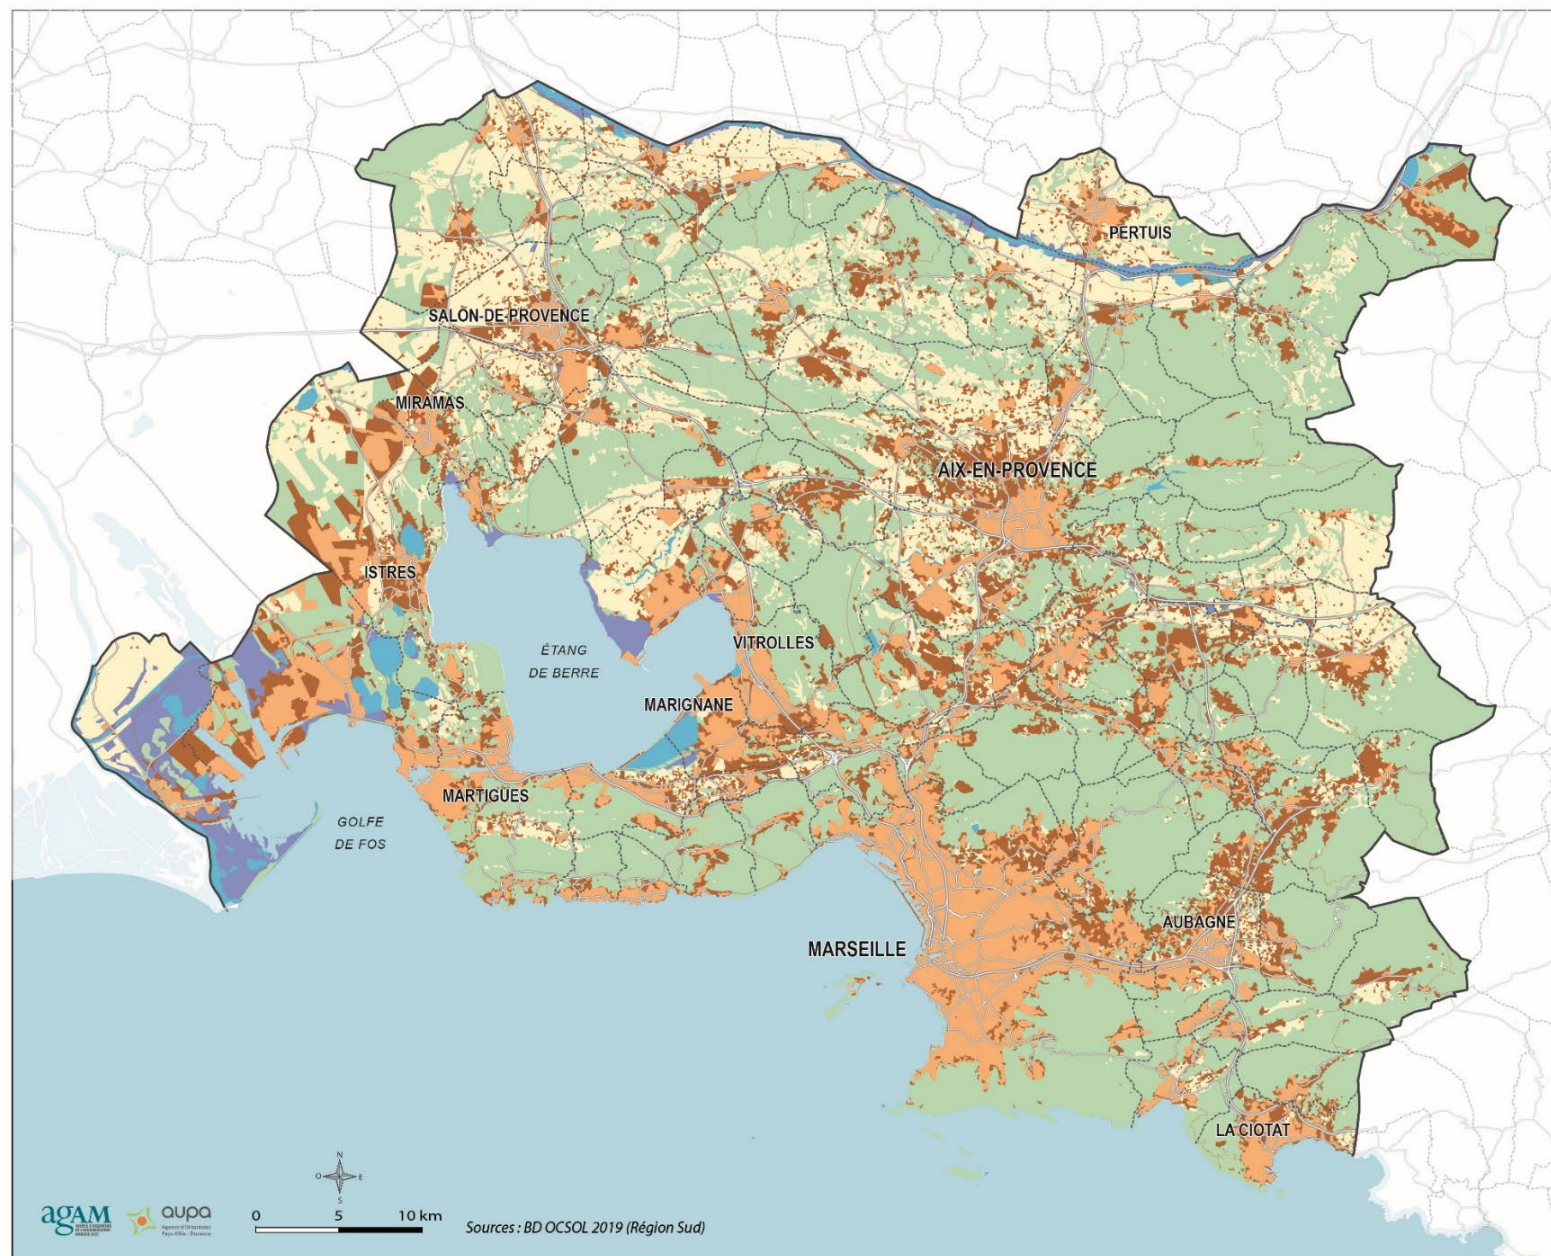 PERTUIS
SALON-DE-PROVENCE
MIRAMAS
AIX-EN-PROVENCE
ISTRES
VITROLLES
ÉTANG
DE BERRE
MARIGNANE
MARTIGUES
GOLFE
DE FOS
AUBAGNE
MARSEILLE
LA CIOTAT
N
O E
S
agam
aupa
0 5 10 km
Sources : BD OCSOL 2019 (Région Sud)